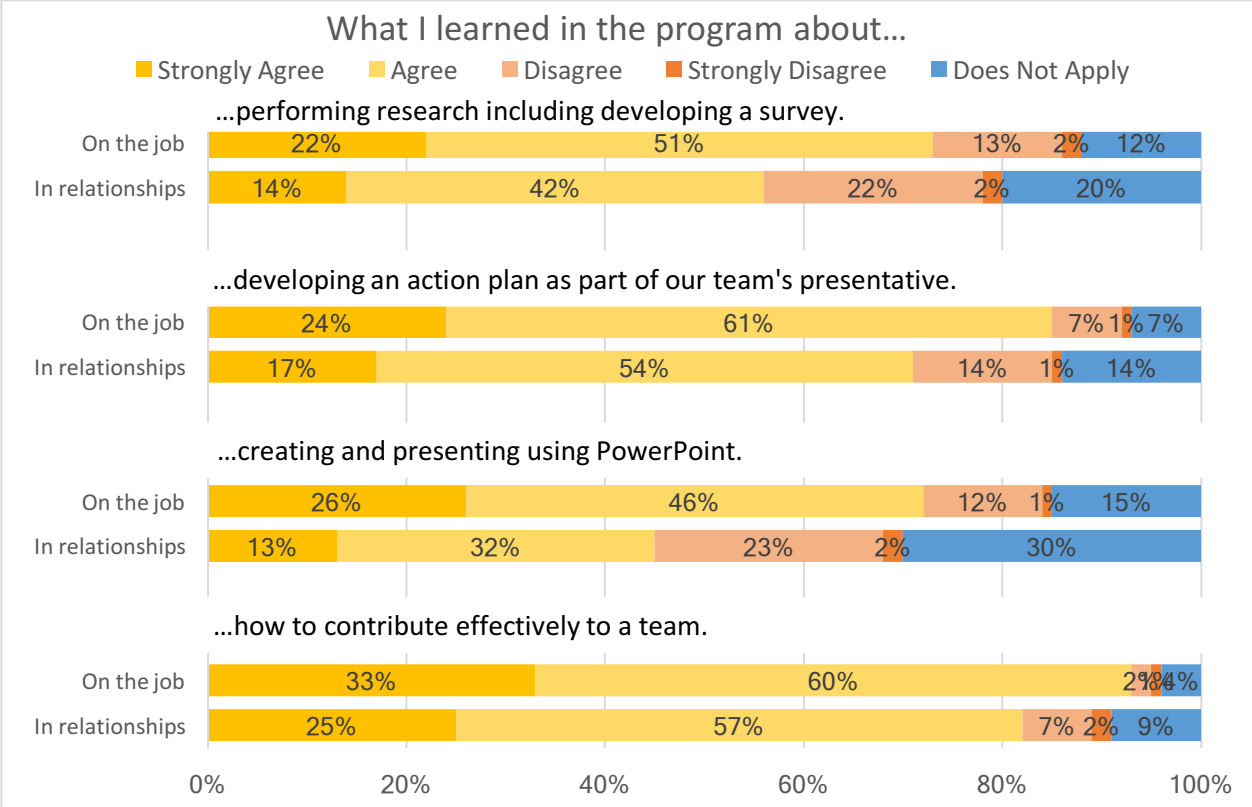 What I learned in the program about...
Strongly Agree Agree Disagree Strongly Disagree Does Not Apply
...performing research including developing a survey.
On the job 22% 51% 13% 2% 12%
In relationships 14% 42% 22% 2% 20%
...developing an action plan as part of our team's presentative.
On the job 24% 61% 7% 1% 7%
In relationships 17% 54% 14% 1% 14%
...creating and presenting using PowerPoint.
On the job 26% 46% 12% 1% 15%
In relationships 13% 32% 23% 2% 30%
...how to contribute effectively to a team.
On the job 33% 60% 2% 1% 4%
In relationships 25% 57% 7% 2% 9%
0% 20% 40% 60% 80% 100%